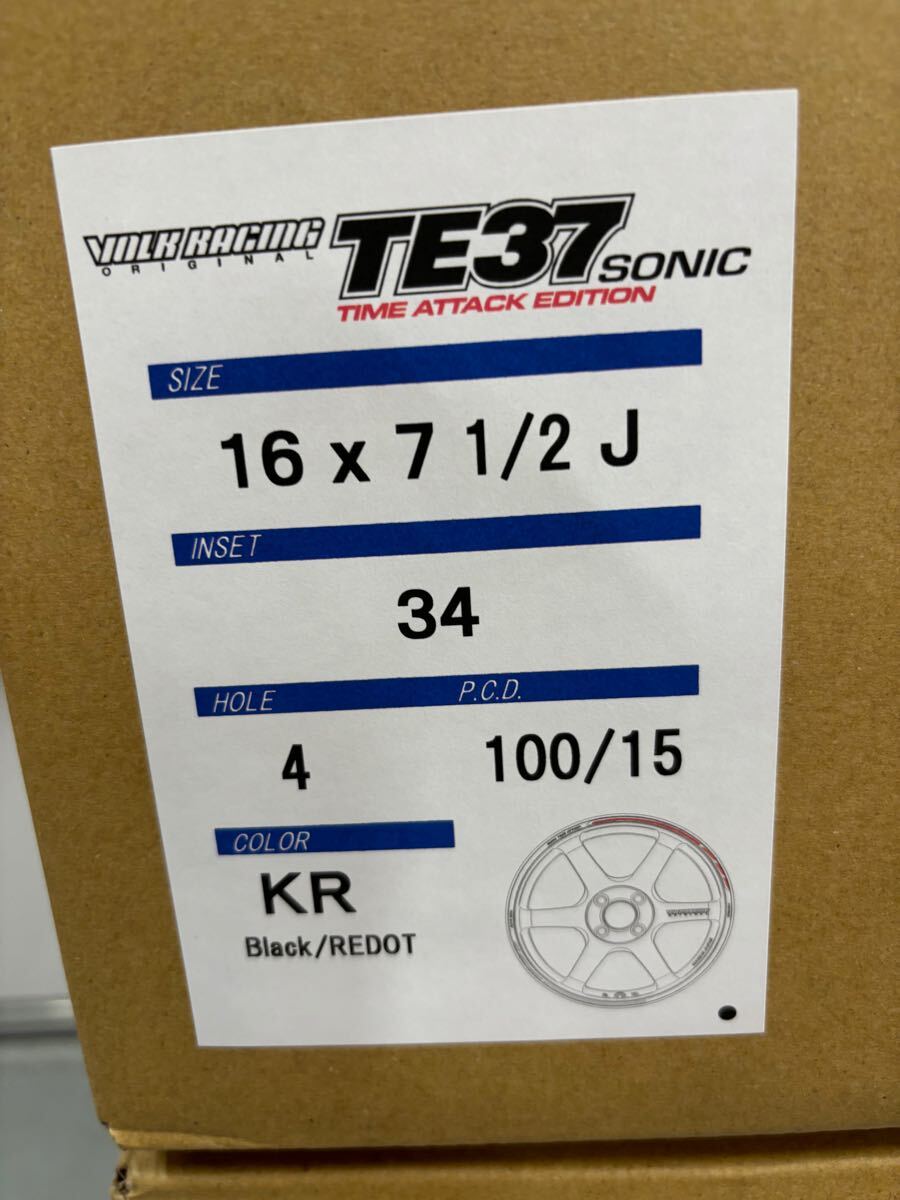 VOLK RACING
ORIGINAL
TE37 SONIC
TIME ATTACK EDITION
SIZE
16 x 7 1/2 J
INSET
34
HOLE P.C.D.
4 100/15
COLOR
KR
Black/REDOT